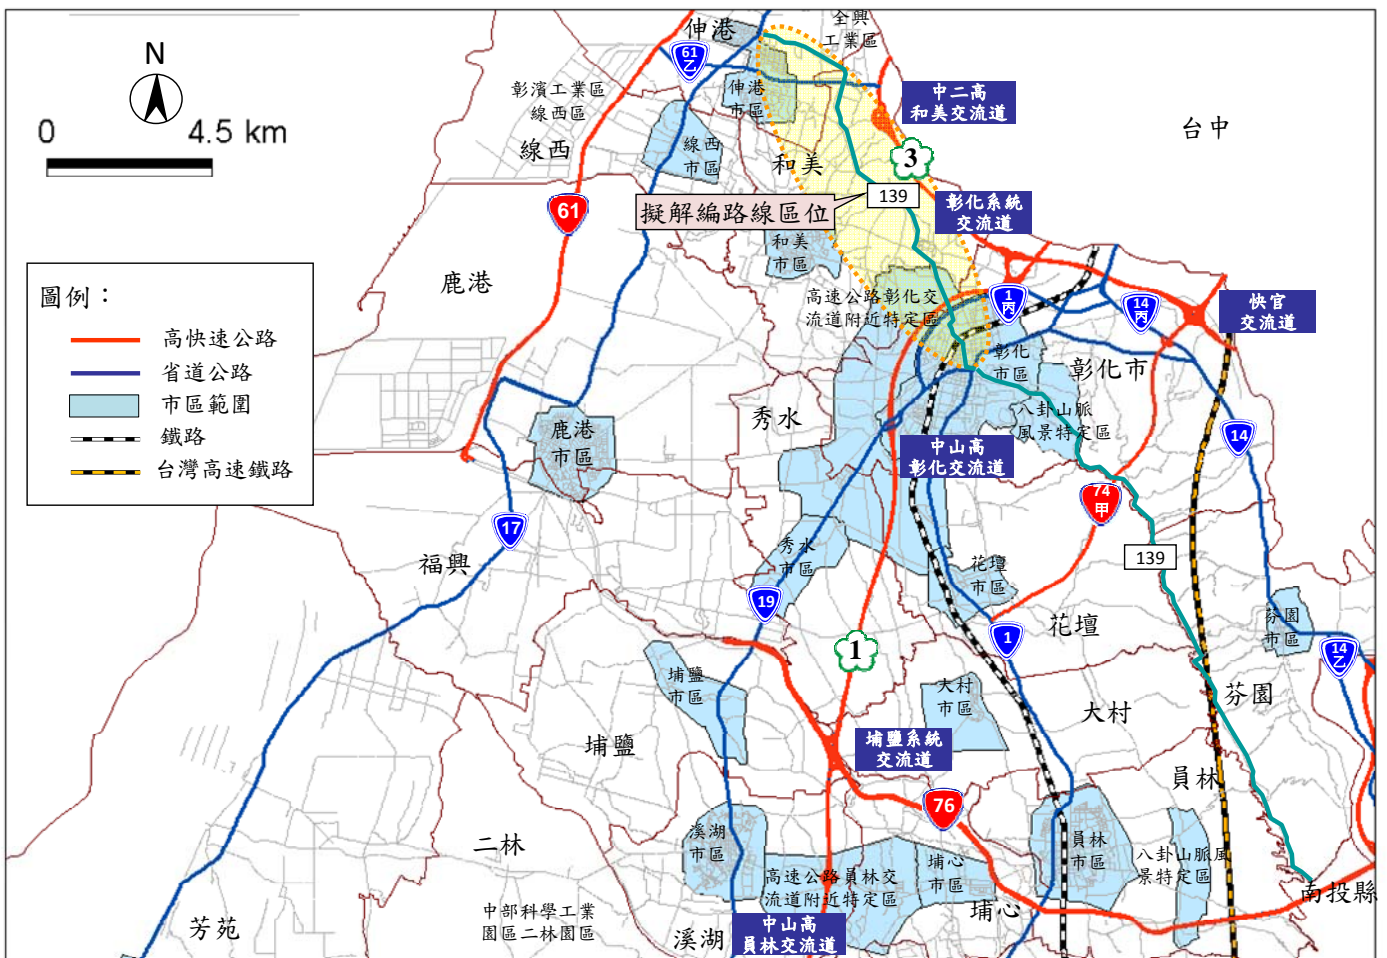 伸港
全興
工業區
61
乙
N
彰濱工業區
線西區
伸港
市區
中二高
和美交流道
台中
0
4.5 km
線西
線西
市區
和美
3
139
擬解編路線區位
彰化系統
交流道
61
和美
市區
鹿港
圖例：
高快速公路
省道公路
市區範圍
鐵路
台灣高速鐵路
高速公路彰化交
流道附近特定區
1
丙
14
丙
快官
交流道
彰化
市區
彰化市
秀水
八卦山脈
風景特定區
鹿港
市區
中山高
彰化交流道
14
74
甲
17
139
秀水
市區
福興
花壇
市區
19
芬園
市區
花壇
1
1
14
乙
埔鹽
市區
大村
市區
芬園
大村
埔鹽
埔鹽系統
交流道
員林
76
二林
溪湖
市區
員林
市區
高速公路員林交
流道附近特定區
埔心
市區
八卦山脈風
景特定區
南投縣
中部科學工業
園區二林園區
芳苑
溪湖
中山高
員林交流道
埔心